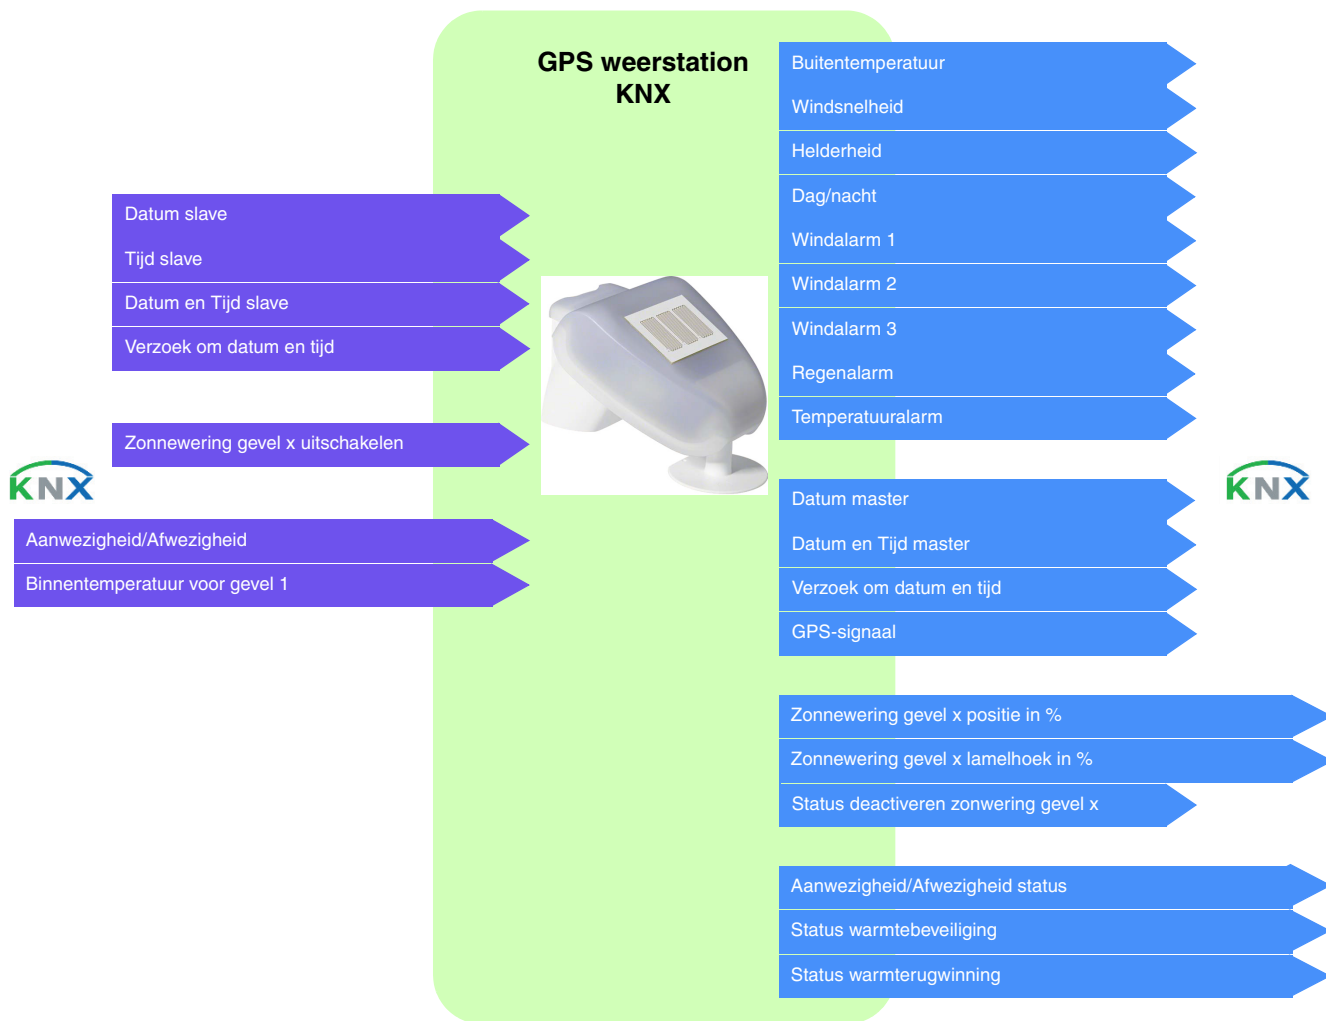 GPS weerstation
KNX
Datum slave
Tijd slave
Datum en Tijd slave
Verzoek om datum en tijd
Zonnewering gevel x uitschakelen
KNX
Aanwezigheid/Afwezigheid
Binnentemperatuur voor gevel 1
Buitentemperatuur
Windsnelheid
Helderheid
Dag/nacht
Windalarm 1
Windalarm 2
Windalarm 3
Regenalarm
Temperatuuralarm
KNX
Datum master
Datum en Tijd master
Verzoek om datum en tijd
GPS-signaal
Zonnewering gevel x positie in %
Zonnewering gevel x lamelhoek in %
Status deactiveren zonwering gevel x
Aanwezigheid/Afwezigheid status
Status warmtebeveiliging
Status warmterugwinning